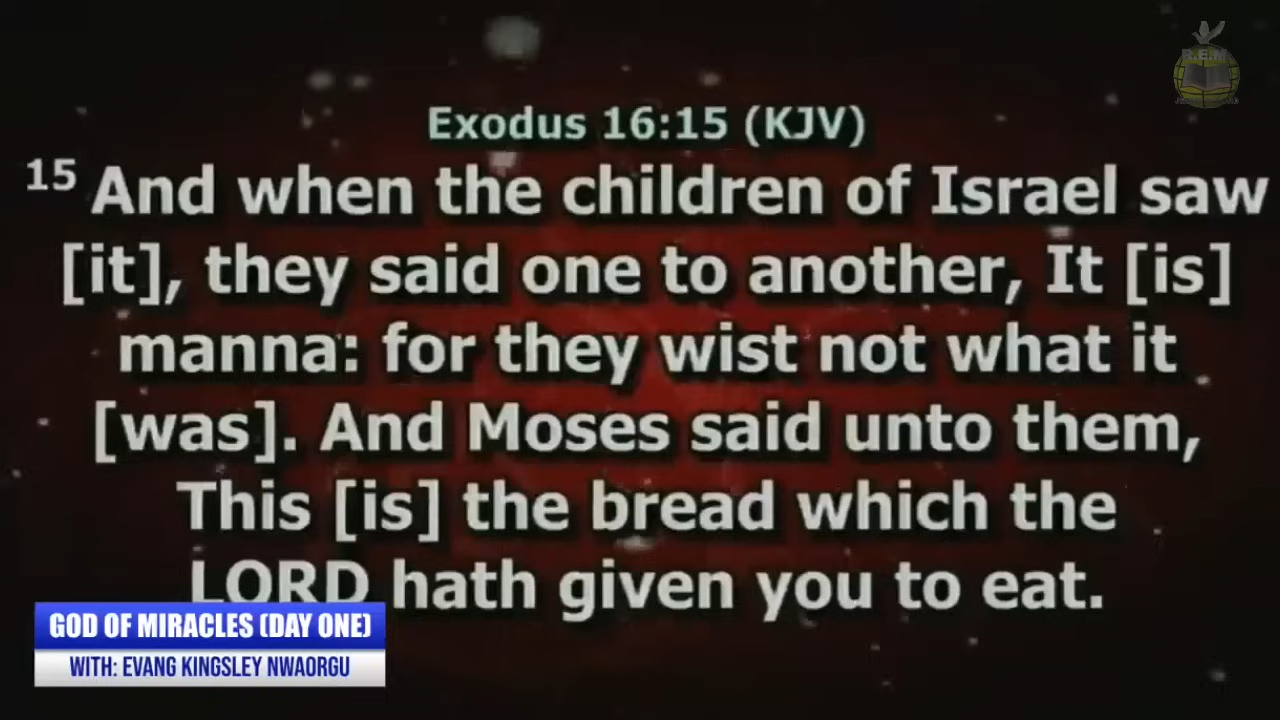 R.E.M
Exodus 16:15 (KJV)
15 And when the children of Israel saw
[it], they said one to another, It [is]
manna: for they wist not what it
[was]. And Moses said unto them,
This [is] the bread which the
LORD hath given you to eat.
GOD OF MIRACLES (DAY ONE)
WITH: EVANG KINGSLEY NWAORGU